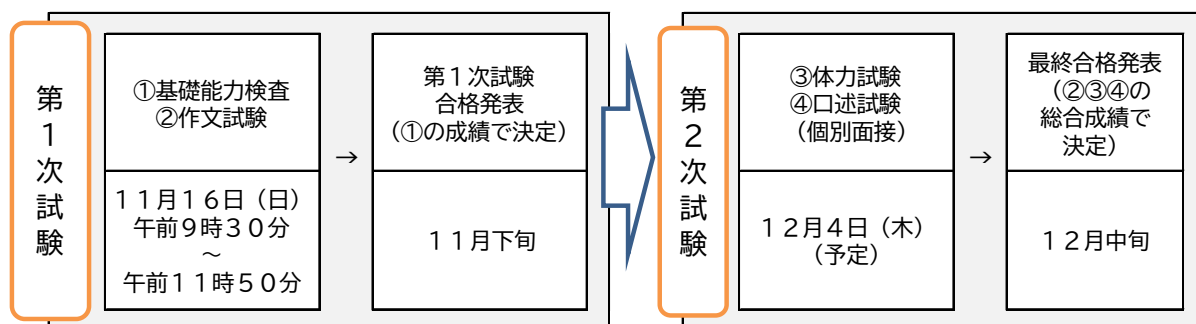 第1次試験
①基礎能力検査
②作文試験
11月16日（日）
午前9時30分
～
午前11時50分
→
第1次試験
合格発表
（①の成績で決定）
11月下旬
第2次試験
③体力試験
④口述試験
（個別面接）
12月4日（木）
（予定）
→
最終合格発表
（②③④の
総合成績で
決定）
12月中旬